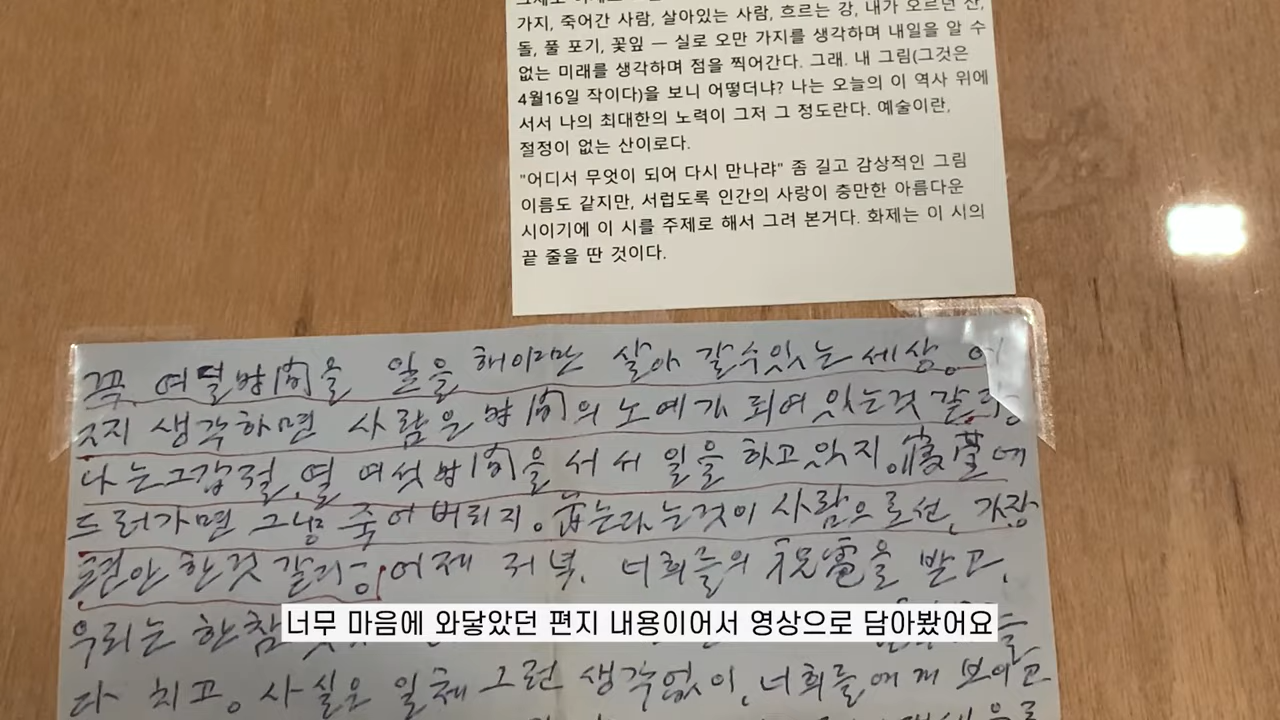 가지, 죽어간 사람, 살아있는 사람, 흐르는 강, 내가 오르던 산,
돌, 풀 포기, 꽃잎 — 실로 오만 가지를 생각하며 내일을 알 수
없는 미래를 생각하며 점을 찍어간다. 그래. 내 그림(그것은
4월16일 작이다)을 보니 어떻더냐? 나는 오늘의 이 역사 위에
서서 나의 최대한의 노력이 그저 그 정도란다. 예술이란,
절정이 없는 산이로다.
"어디서 무엇이 되어 다시 만나랴" 좀 길고 감상적인 그림
이름도 같지만, 서럽도록 인간의 사랑이 충만한 아름다운
시이기에 이 시를 주제로 해서 그려 본거다. 화제는 이 시의
끝 줄을 딴 것이다.
꼭, 여덜 時間을 일을 해야만 살아 갈수있는 세상. 어
찌 생각하면 사람은 時間의 노예가 되어 있는것 같라.
나는 그갑절, 열 여섯 時間을 서서 일을 하고 있지. 寢臺에
드러가면 그냥 죽어 버리지. 눕는다는것이 사람으로선, 가장
편안 한것 같라. 어제 저녁, 너희들의 을 받고,
우리는 한참
너무 마음에 와닿았던 편지 내용이어서 영상으로 담아봤어요
다 치고. 사실은 일체 그런 생각없이, 너희들에게 보이고